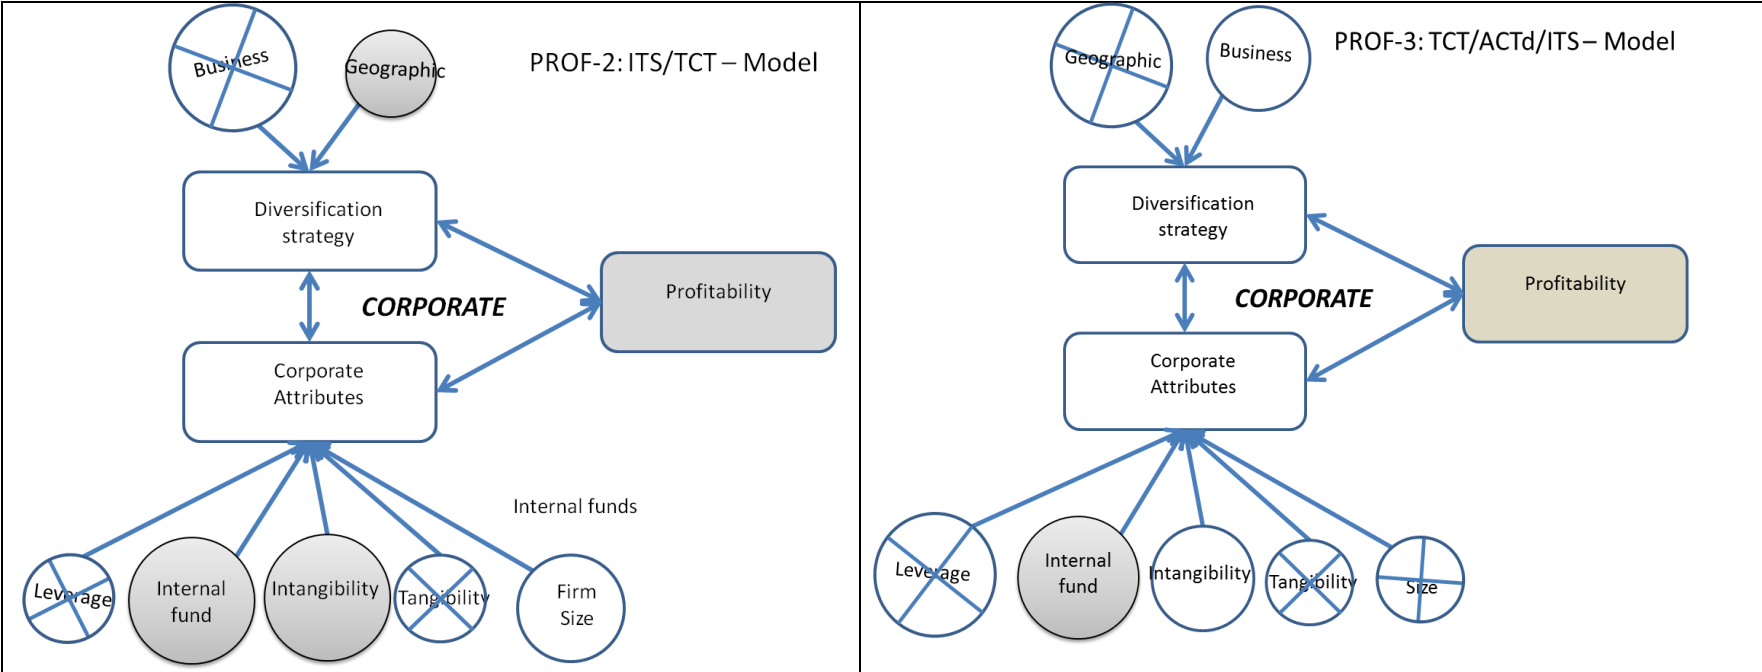 PROF-2: ITS/TCT – Model
Business
Geographic
Diversification
strategy
CORPORATE
Profitability
Corporate
Attributes
Internal funds
Leverage
Internal
fund
Intangibility
Tangibility
Firm
Size
PROF-3: TCT/ACTd/ITS – Model
Geographic
Business
Diversification
strategy
CORPORATE
Profitability
Corporate
Attributes
Leverage
Internal
fund
Intangibility
Tangibility
Size